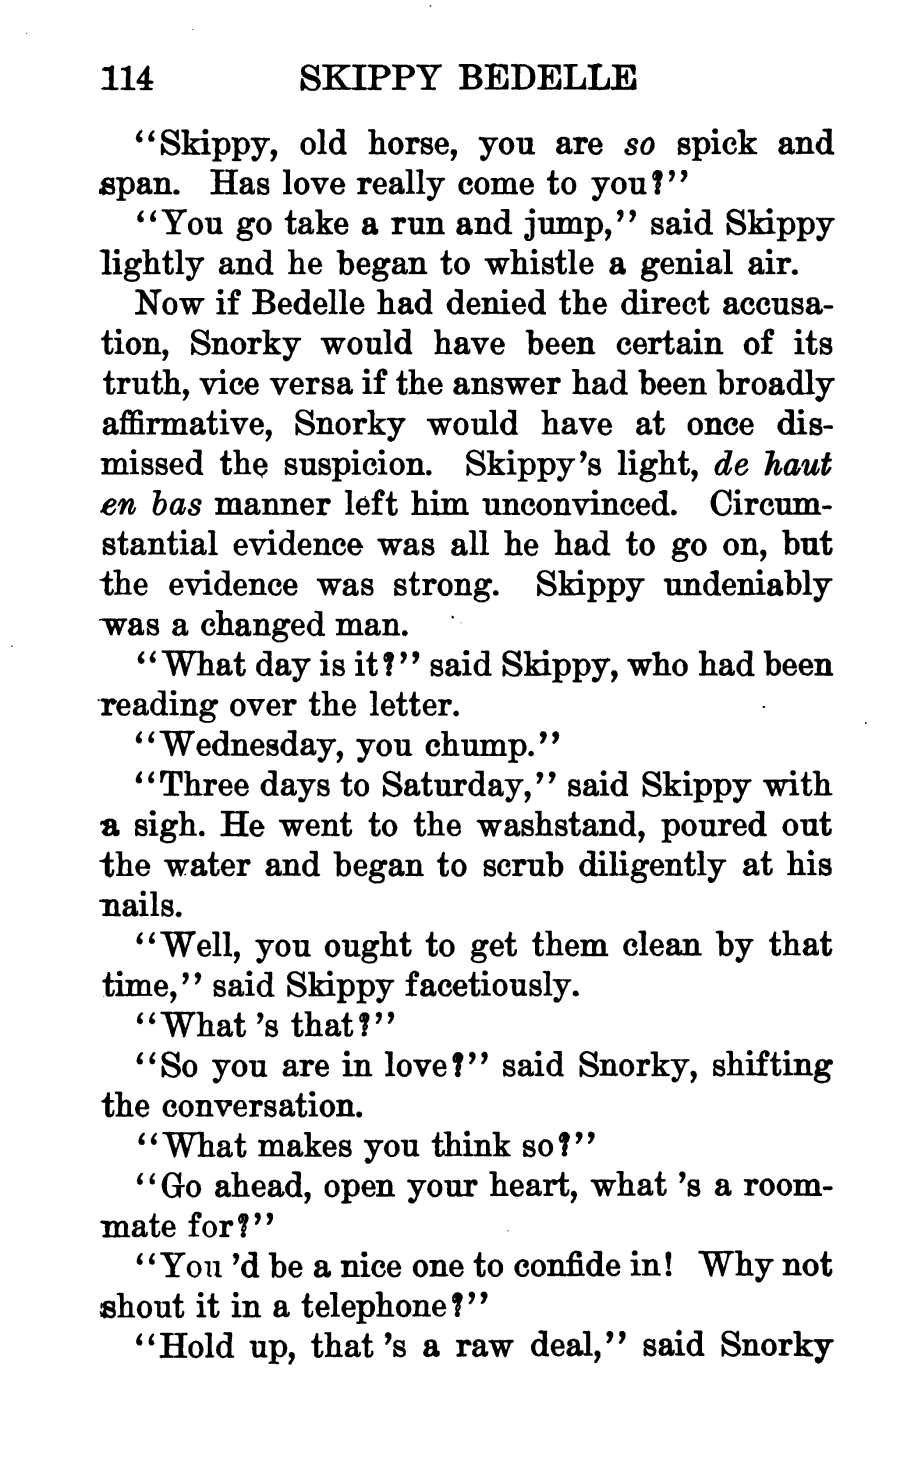 114 SKIPPY BEDELLE
"Skippy, old horse, you are so spick and
span. Has love really come to you?"
"You go take a run and jump," said Skippy
lightly and he began to whistle a genial air.
Now if Bedelle had denied the direct accusa-
tion, Snorky would have been certain of its
truth, vice versa if the answer had been broadly
affirmative, Snorky would have at once dis-
missed the suspicion. Skippy's light, de haut
en bas manner left him unconvinced. Circum-
stantial evidence was all he had to go on, but
the evidence was strong. Skippy undeniably
was a changed man.
"What day is it?" said Skippy, who had been
reading over the letter.
"Wednesday, you chump."
"Three days to Saturday," said Skippy with
a sigh. He went to the washstand, poured out
the water and began to scrub diligently at his
nails.
"Well, you ought to get them clean by that
time," said Skippy facetiously.
"What 's that?"
"So you are in love?" said Snorky, shifting
the conversation.
"What makes you think so?"
"Go ahead, open your heart, what 's a room-
mate for?"
"You 'd be a nice one to confide in! Why not
shout it in a telephone?"
"Hold up, that 's a raw deal," said Snorky